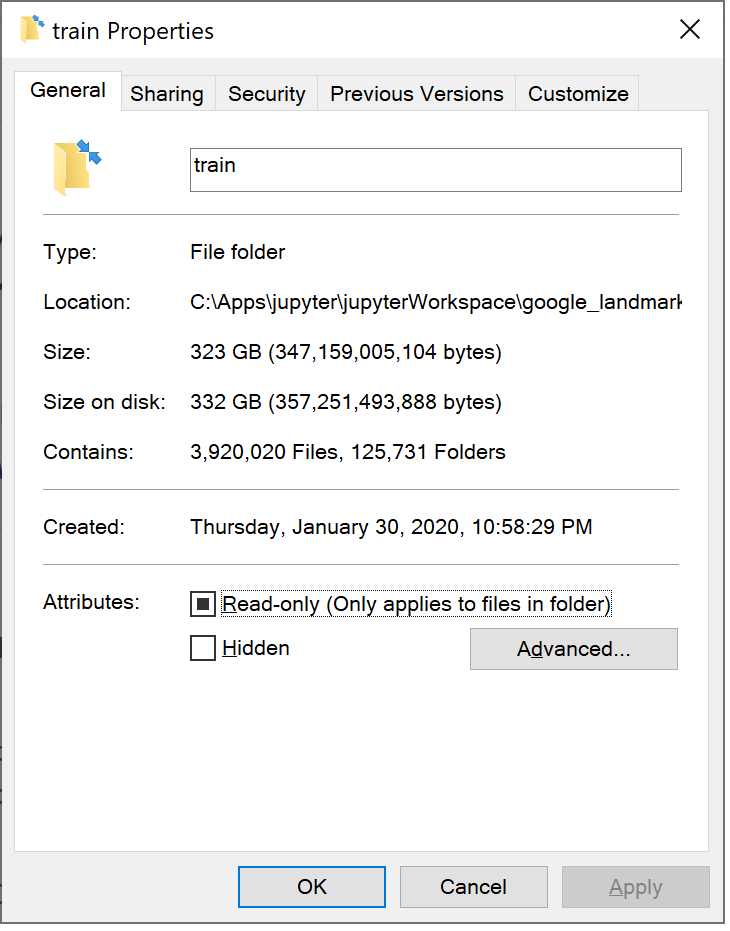 train Properties
General Sharing Security Previous Versions Customize
train
Type: File folder
Location: C:\Apps\jupyter\jupyterWorkspace\google_landmark
Size: 323 GB (347,159,005,104 bytes)
Size on disk: 332 GB (357,251,493,888 bytes)
Contains: 3,920,020 Files, 125,731 Folders
Created: Thursday, January 30, 2020, 10:58:29 PM
Attributes: Read-only (Only applies to files in folder)
Hidden Advanced...
OK Cancel Apply